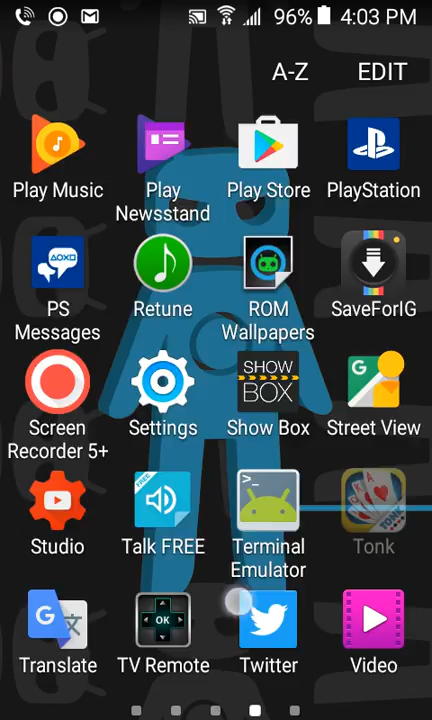 96% 4:03 PM
A-Z EDIT
Play Music
Play Newsstand
Play Store
PlayStation
PS Messages
Retune
ROM Wallpapers
SaveForIG
Screen Recorder 5+
Settings
SHOW
BOX
Show Box
G
Street View
Studio
FREE
Talk FREE
>_
Terminal Emulator
TONK
Tonk
G 文
Translate
OK
TV Remote
Twitter
Video